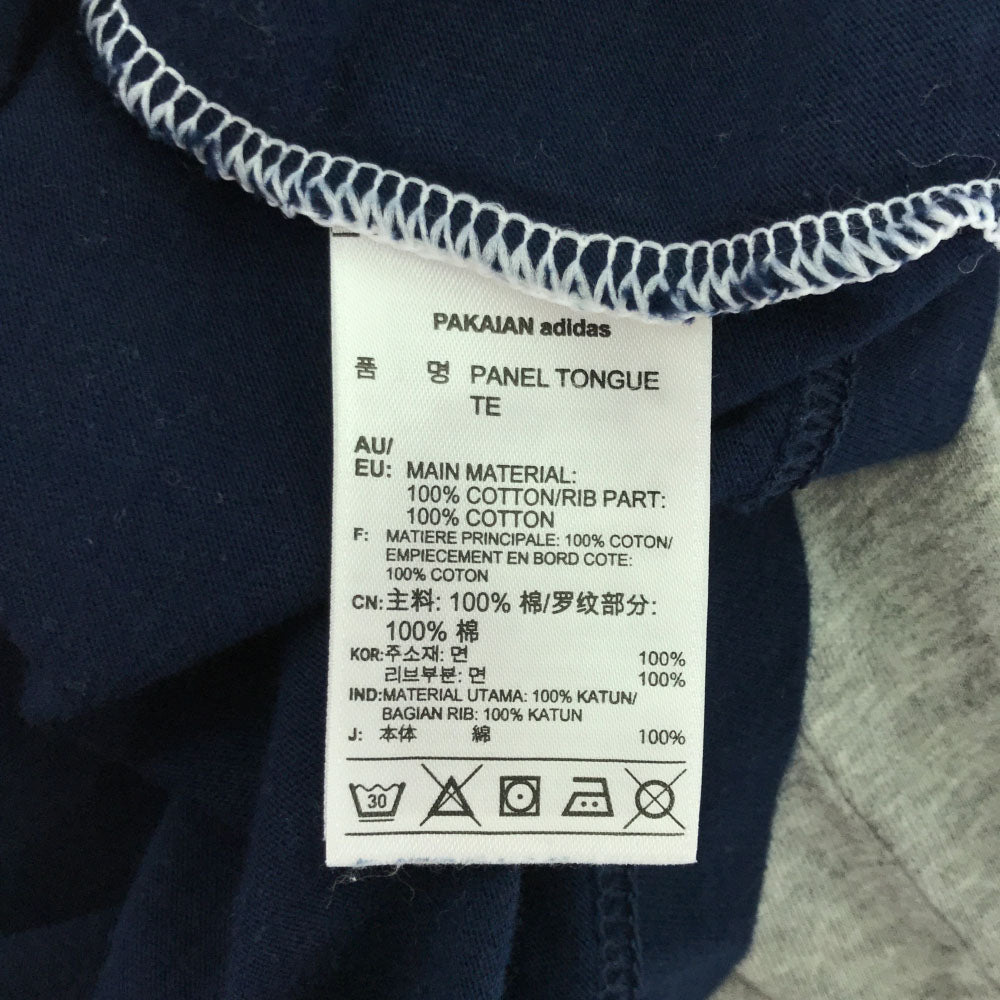 PAKAIAN adidas
품 명 PANEL TONGUE
TE
AU/
EU: MAIN MATERIAL:
100% COTTON/RIB PART:
100% COTTON
F: MATIERE PRINCIPALE: 100% COTON/
EMPIECEMENT EN BORD COTE:
100% COTON
CN:主料: 100% 棉/罗纹部分:
100% 棉
KOR:주소재: 면 100%
리브부분: 면 100%
IND:MATERIAL UTAMA: 100% KATUN/
BAGIAN RIB: 100% KATUN
J: 本体 綿 100%
30